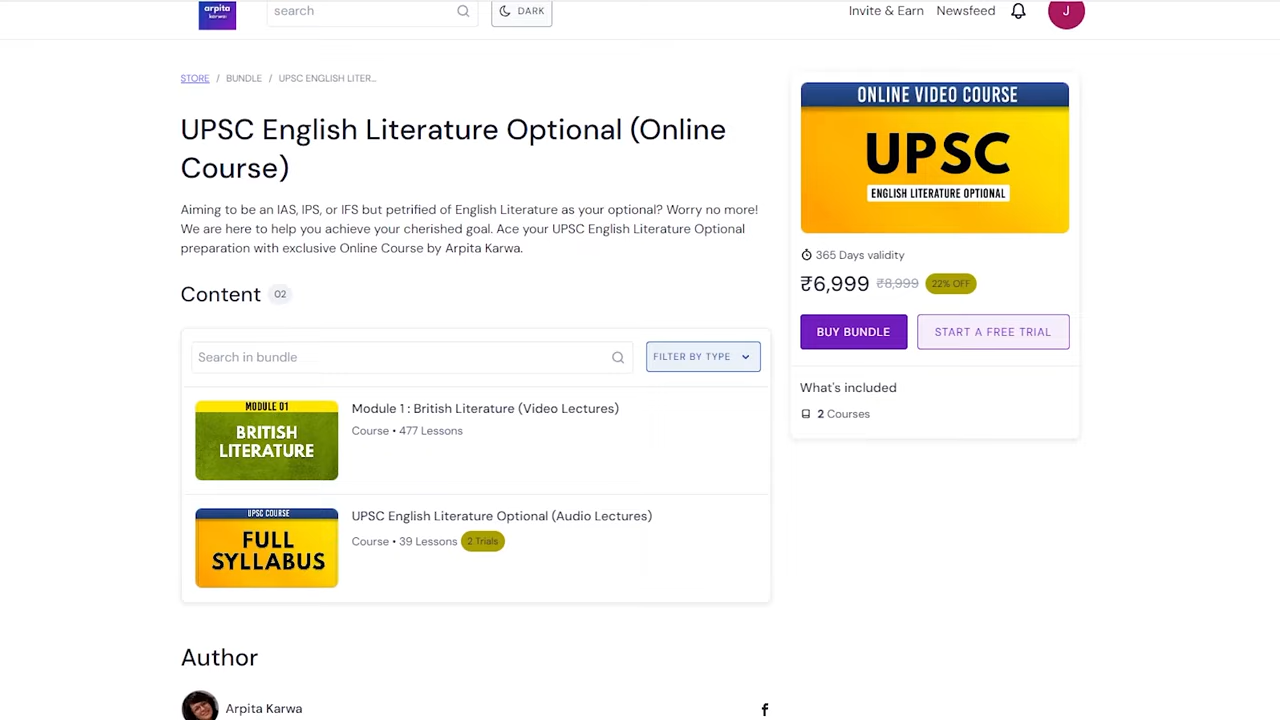 arpita
karwa
search
DARK
Invite & Earn
Newsfeed
J
STORE / BUNDLE / UPSC ENGLISH LITER...
UPSC English Literature Optional (Online
Course)
Aiming to be an IAS, IPS, or IFS but petrified of English Literature as your optional? Worry no more!
We are here to help you achieve your cherished goal. Ace your UPSC English Literature Optional
preparation with exclusive Online Course by Arpita Karwa.
Content 02
Search in bundle
FILTER BY TYPE
MODULE 01
BRITISH
LITERATURE
Module 1 : British Literature (Video Lectures)
Course • 477 Lessons
UPSC COURSE
FULL
SYLLABUS
UPSC English Literature Optional (Audio Lectures)
Course • 39 Lessons 2 Trials
Author
Arpita Karwa
ONLINE VIDEO COURSE
UPSC
ENGLISH LITERATURE OPTIONAL
365 Days validity
₹6,999 ₹8,999 22% OFF
BUY BUNDLE
START A FREE TRIAL
What's included
2 Courses